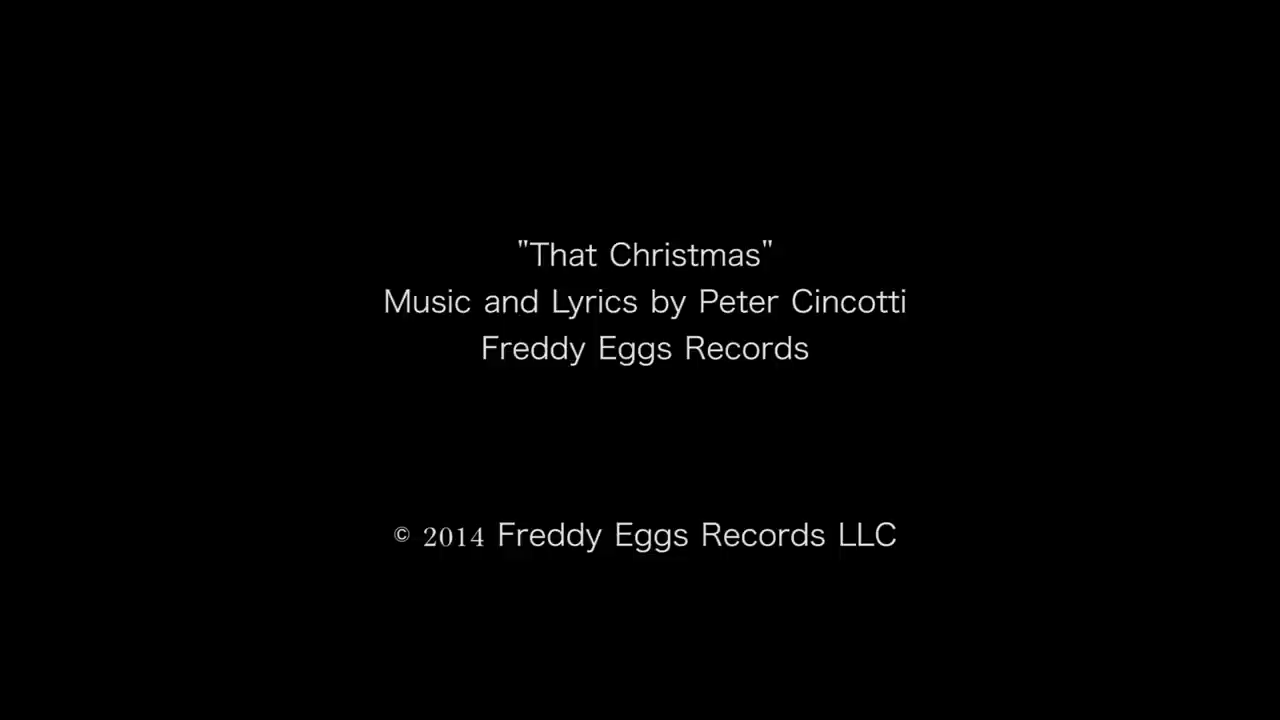 "That Christmas"
Music and Lyrics by Peter Cincotti
Freddy Eggs Records
© 2014 Freddy Eggs Records LLC